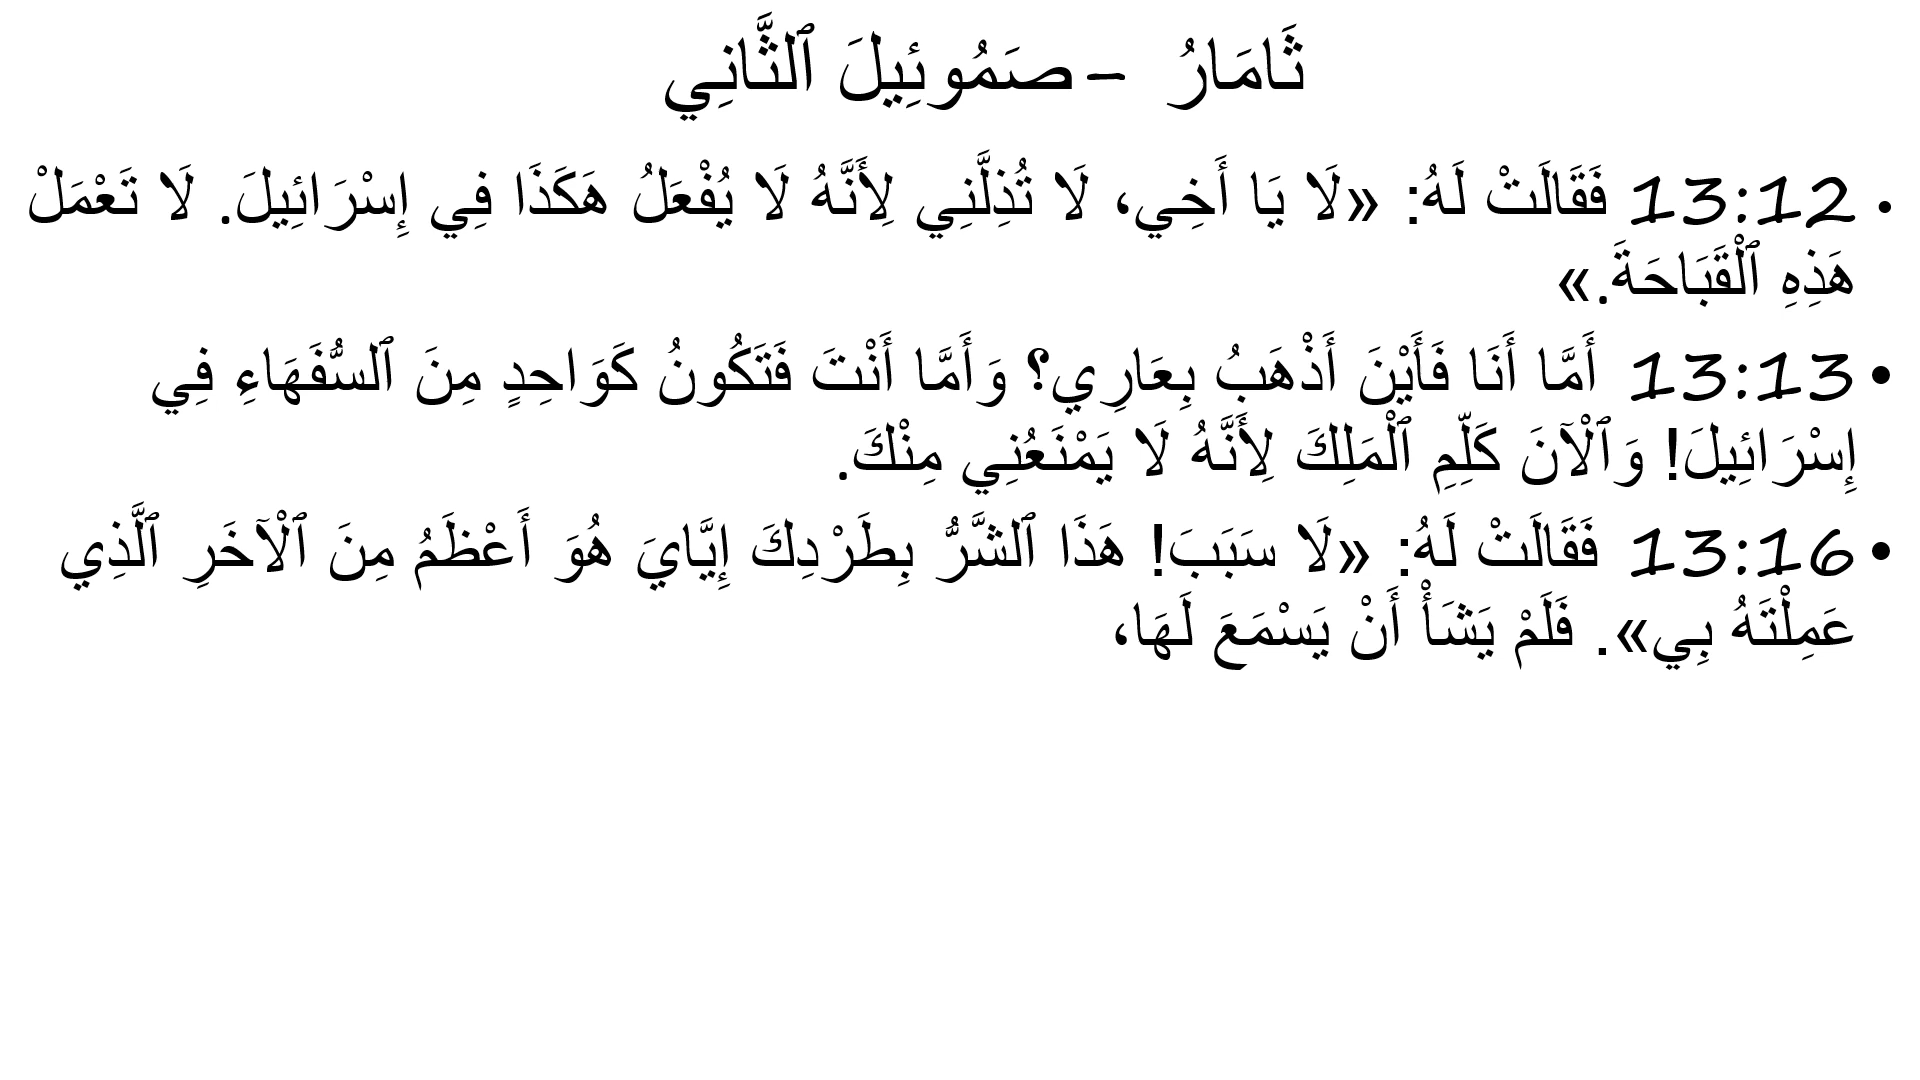 ثَامَارُ – صَمُوئِيلَ ٱلثَّانِي
• 13:12 فَقَالَتْ لَهُ: «لَا يَا أَخِي، لَا تُذِلَّنِي لِأَنَّهُ لَا يُفْعَلُ هَكَذَا فِي إِسْرَائِيلَ. لَا تَعْمَلْ
هَذِهِ ٱلْقَبَاحَةَ.»
• 13:13 أَمَّا أَنَا فَأَيْنَ أَذْهَبُ بِعَارِي؟ وَأَمَّا أَنْتَ فَتَكُونُ كَوَاحِدٍ مِنَ ٱلسُّفَهَاءِ فِي
إِسْرَائِيلَ! وَٱلْآنَ كَلِّمِ ٱلْمَلِكَ لِأَنَّهُ لَا يَمْنَعُنِي مِنْكَ.
• 13:16 فَقَالَتْ لَهُ: «لَا سَبَبَ! هَذَا ٱلشَّرُّ بِطَرْدِكَ إِيَّايَ هُوَ أَعْظَمُ مِنَ ٱلْآخَرِ ٱلَّذِي
عَمِلْتَهُ بِي». فَلَمْ يَشَأْ أَنْ يَسْمَعَ لَهَا،